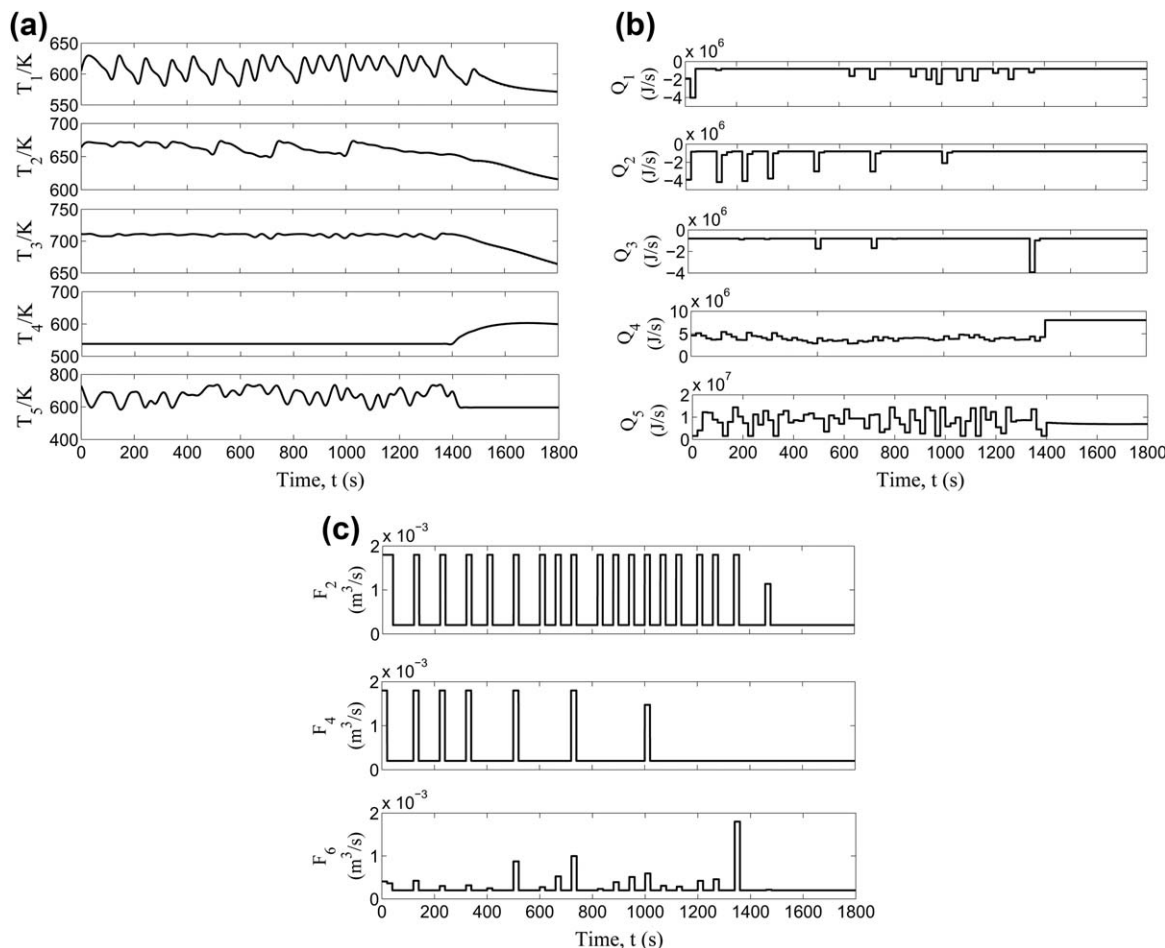 (a)
650
600
550
T1/K
700
650
600
T2/K
750
700
650
T3/K
700
600
500
T4/K
800
600
400
T5/K
0 200 400 600 800 1000 1200 1400 1600 1800
Time, t (s)
(b)
x 10^6
0
−2
−4
Q1
(J/s)
x 10^6
0
−2
−4
Q2
(J/s)
x 10^6
0
−2
−4
Q3
(J/s)
x 10^6
10
5
0
Q4
(J/s)
x 10^7
2
1
0
Q5
(J/s)
0 200 400 600 800 1000 1200 1400 1600 1800
Time, t (s)
(c)
x 10^−3
2
1
0
F2
(m^3/s)
x 10^−3
2
1
0
F4
(m^3/s)
x 10^−3
2
1
0
F6
(m^3/s)
0 200 400 600 800 1000 1200 1400 1600 1800
Time, t (s)